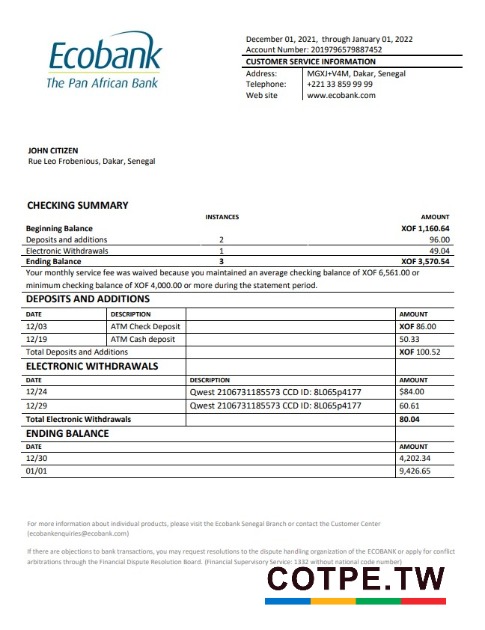 Ecobank
The Pan African Bank
December 01, 2021, through January 01, 2022
Account Number: 2019796579887452
CUSTOMER SERVICE INFORMATION
Address: MGXJ+V4M, Dakar, Senegal
Telephone: +221 33 859 99 99
Web site www.ecobank.com
JOHN CITIZEN
Rue Leo Frobenious, Dakar, Senegal
CHECKING SUMMARY
INSTANCES AMOUNT
Beginning Balance XOF 1,160.64
Deposits and additions 2 96.00
Electronic Withdrawals 1 49.04
Ending Balance 3 XOF 3,570.54
Your monthly service fee was waived because you maintained an average checking balance of XOF 6,561.00 or
minimum checking balance of XOF 4,000.00 or more during the statement period.
DEPOSITS AND ADDITIONS
DATE DESCRIPTION AMOUNT
12/03 ATM Check Deposit XOF 86.00
12/19 ATM Cash deposit 50.33
Total Deposits and Additions XOF 100.52
ELECTRONIC WITHDRAWALS
DATE DESCRIPTION AMOUNT
12/24 Qwest 2106731185573 CCD ID: 8L065p4177 $84.00
12/29 Qwest 2106731185573 CCD ID: 8L065p4177 60.61
Total Electronic Withdrawals 80.04
ENDING BALANCE
DATE AMOUNT
12/30 4,202.34
01/01 9,426.65
For more information about individual products, please visit the Ecobank Senegal Branch or contact the Customer Center
(ecobankenquiries@ecobank.com)
If there are objections to bank transactions, you may request resolutions to the dispute handling organization of the ECOBANK or apply for conflict
arbitrations through the Financial Dispute Resolution Board. (Financial Supervisory Service: 1332 without national code number)
COTPE.TW